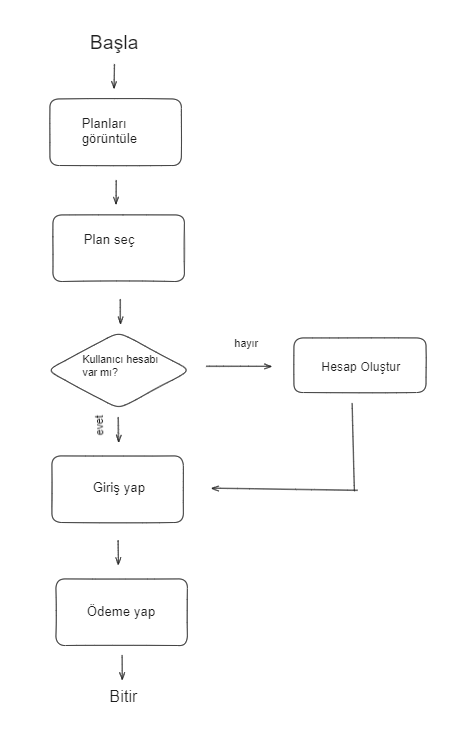 Başla
Planları
görüntüle
Plan seç
Kullanıcı hesabı
var mı?
hayır
Hesap Oluştur
evet
Giriş yap
Ödeme yap
Bitir